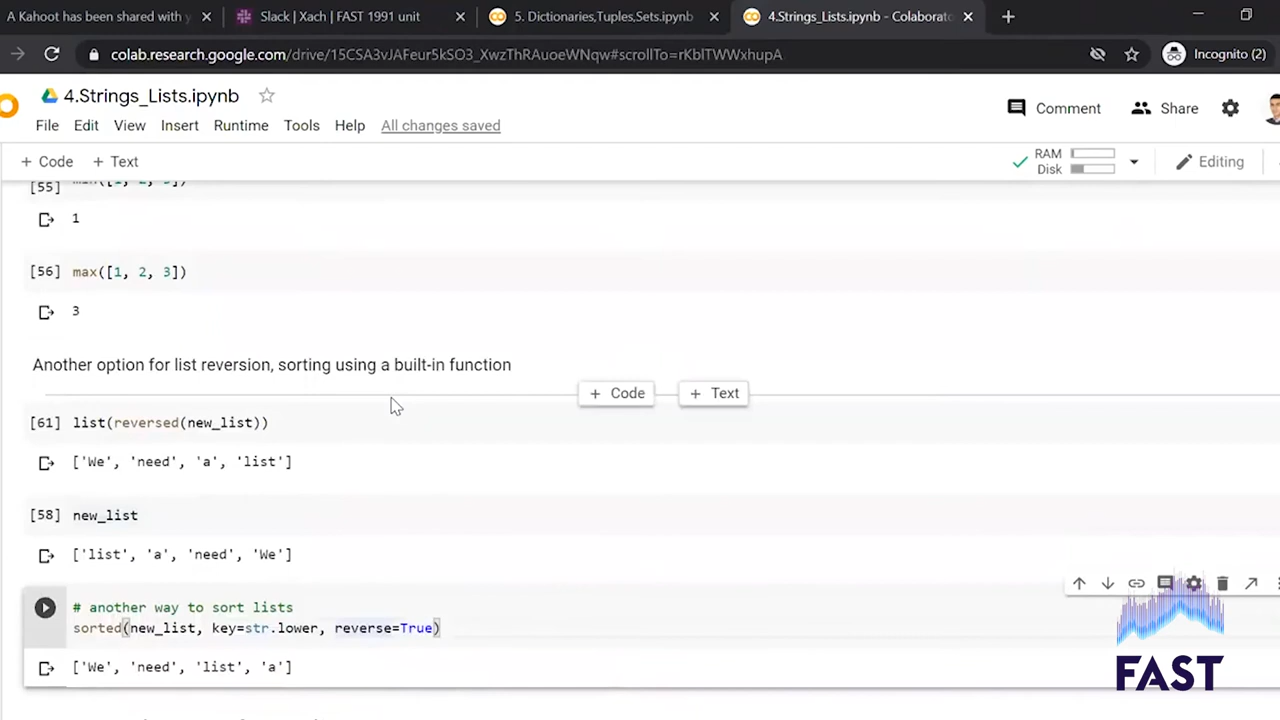 A Kahoot has been shared with y
Slack | Xach | FAST 1991 unit
5. Dictionaries,Tuples,Sets.ipynb
4.Strings_Lists.ipynb - Colaborato
colab.research.google.com/drive/15CSA3vJAFeur5kSO3_XwzThRAuoeWNqw#scrollTo=rKblTWWxhupA
Incognito (2)
4.Strings_Lists.ipynb
Comment
Share
File Edit View Insert Runtime Tools Help All changes saved
+ Code + Text
RAM
Disk
Editing
[55] min([1, 2, 3])
1
[56] max([1, 2, 3])
3
Another option for list reversion, sorting using a built-in function
+ Code + Text
[61] list(reversed(new_list))
['We', 'need', 'a', 'list']
[58] new_list
['list', 'a', 'need', 'We']
# another way to sort lists
sorted(new_list, key=str.lower, reverse=True)
['We', 'need', 'list', 'a']
FAST